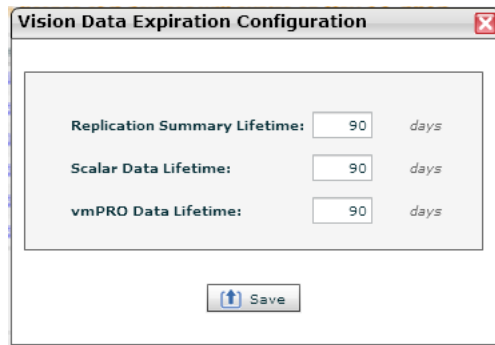 Vision Data Expiration Configuration
Replication Summary Lifetime: 90 days
Scalar Data Lifetime: 90 days
vmPRO Data Lifetime: 90 days
Save